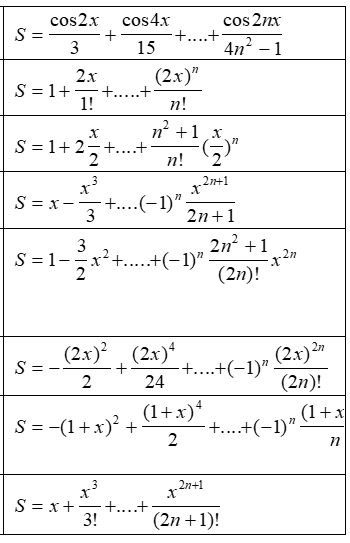 S = cos2x/3 + cos4x/15 +....+ cos2nx/(4n² − 1)
S = 1 + 2x/1! +.....+ (2x)ⁿ/n!
S = 1 + 2 x/2 +....+ (n² + 1)/n! (x/2)ⁿ
S = x − x³/3 +....(−1)ⁿ x²ⁿ⁺¹/(2n + 1)
S = 1 − 3/2 x² +.....+ (−1)ⁿ (2n² + 1)/(2n)! x²ⁿ
S = − (2x)²/2 + (2x)⁴/24 +....+ (−1)ⁿ (2x)²ⁿ/(2n)!
S = −(1 + x)² + (1 + x)⁴/2 +....+ (−1)ⁿ (1 + x/n
S = x + x³/3! +....+ x²ⁿ⁺¹/(2n + 1)!